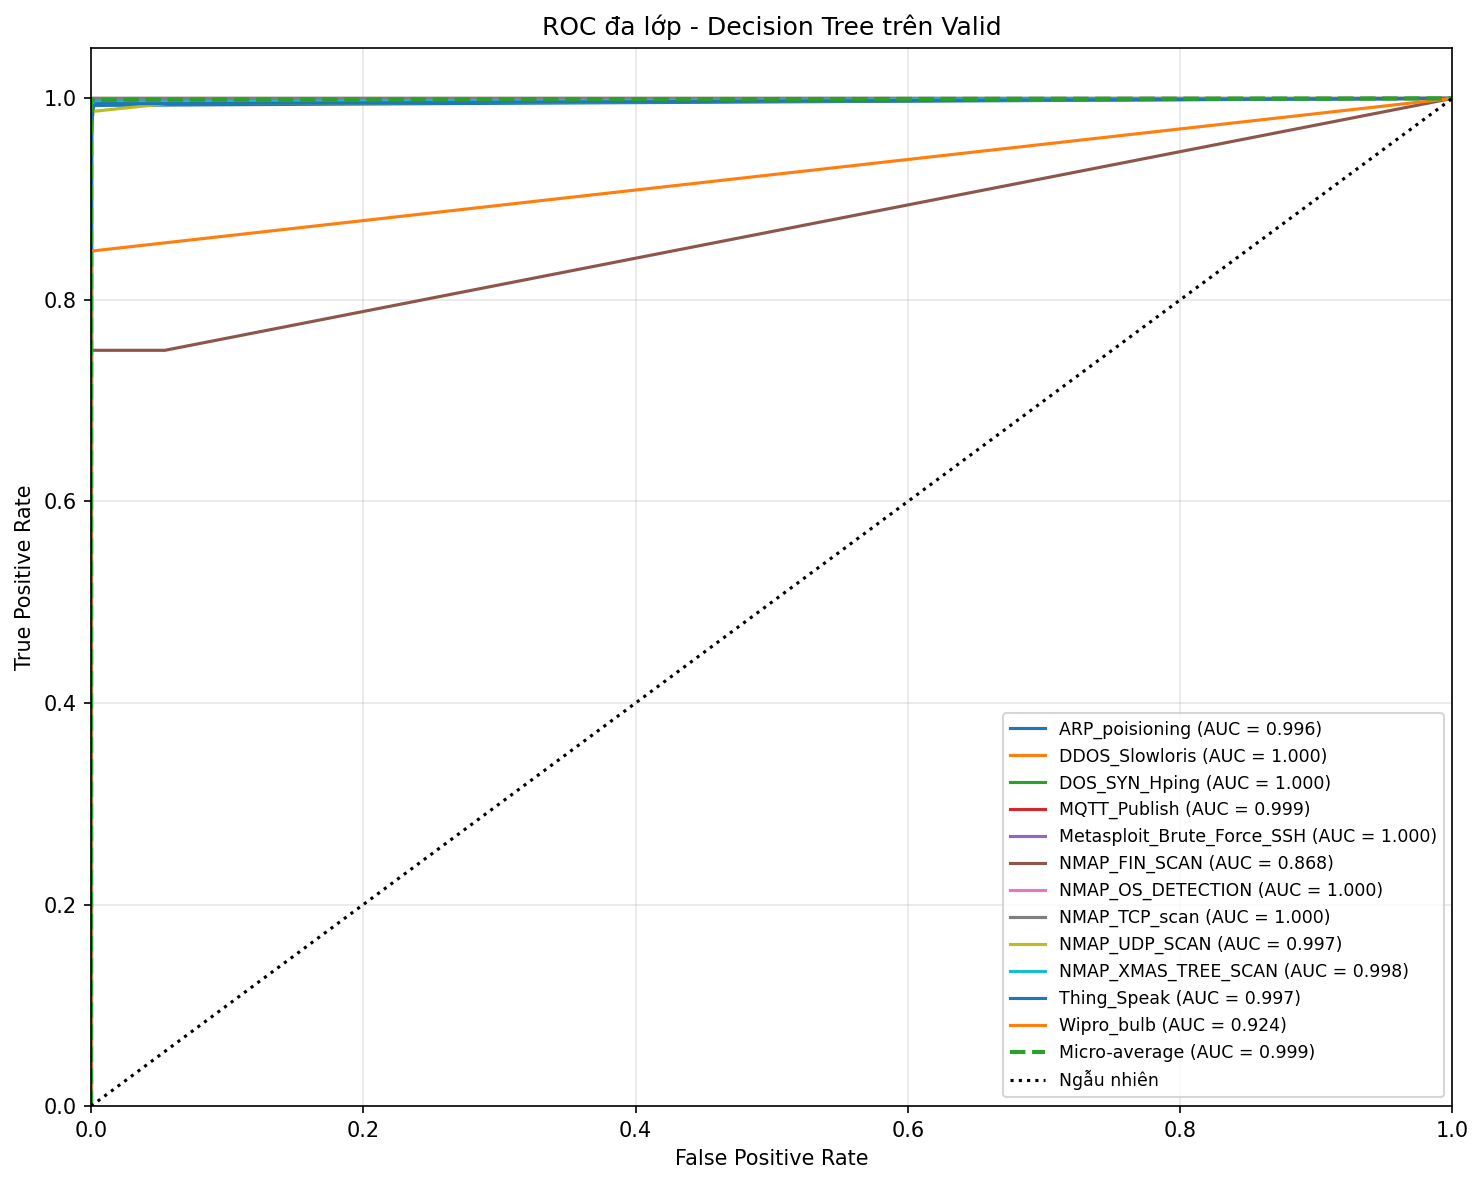 ROC đa lớp - Decision Tree trên Valid
True Positive Rate
1.0
0.8
0.6
0.4
0.2
0.0
0.0 0.2 0.4 0.6 0.8 1.0
False Positive Rate
ARP_poisioning (AUC = 0.996)
DDOS_Slowloris (AUC = 1.000)
DOS_SYN_Hping (AUC = 1.000)
MQTT_Publish (AUC = 0.999)
Metasploit_Brute_Force_SSH (AUC = 1.000)
NMAP_FIN_SCAN (AUC = 0.868)
NMAP_OS_DETECTION (AUC = 1.000)
NMAP_TCP_scan (AUC = 1.000)
NMAP_UDP_SCAN (AUC = 0.997)
NMAP_XMAS_TREE_SCAN (AUC = 0.998)
Thing_Speak (AUC = 0.997)
Wipro_bulb (AUC = 0.924)
Micro-average (AUC = 0.999)
Ngẫu nhiên